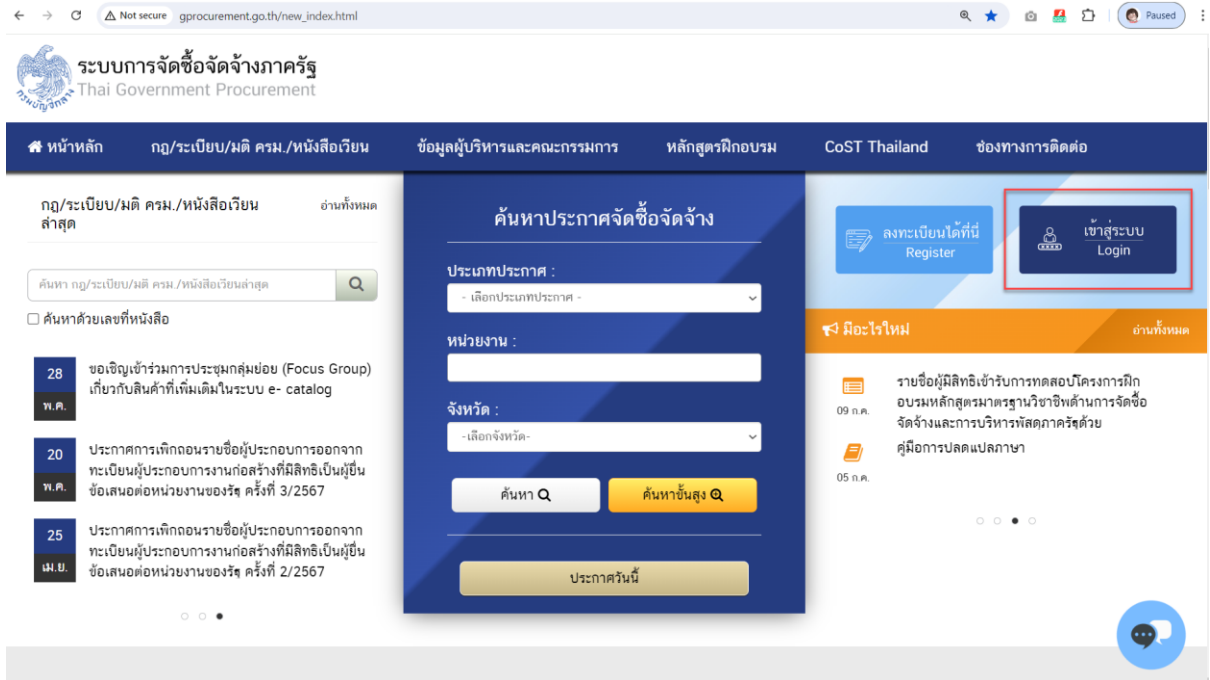 Not secure
gprocurement.go.th/new_index.html
Paused
กรมบัญชีกลาง
ระบบการจัดซื้อจัดจ้างภาครัฐ
Thai Government Procurement
หน้าหลัก
กฎ/ระเบียบ/มติ ครม./หนังสือเวียน
ข้อมูลผู้บริหารและคณะกรรมการ
หลักสูตรฝึกอบรม
CoST Thailand
ช่องทางการติดต่อ
กฎ/ระเบียบ/มติ ครม./หนังสือเวียน
ล่าสุด
อ่านทั้งหมด
ค้นหา กฎ/ระเบียบ/มติ ครม./หนังสือเวียนล่าสุด
ค้นหาด้วยเลขที่หนังสือ
28
พ.ค.
ขอเชิญเข้าร่วมการประชุมกลุ่มย่อย (Focus Group)
เกี่ยวกับสินค้าที่เพิ่มเติมในระบบ e- catalog
20
พ.ค.
ประกาศการเพิกถอนรายชื่อผู้ประกอบการออกจาก
ทะเบียนผู้ประกอบการงานก่อสร้างที่มีสิทธิเป็นผู้ยื่น
ข้อเสนอต่อหน่วยงานของรัฐ ครั้งที่ 3/2567
25
เม.ย.
ประกาศการเพิกถอนรายชื่อผู้ประกอบการออกจาก
ทะเบียนผู้ประกอบการงานก่อสร้างที่มีสิทธิเป็นผู้ยื่น
ข้อเสนอต่อหน่วยงานของรัฐ ครั้งที่ 2/2567
ค้นหาประกาศจัดซื้อจัดจ้าง
ประเภทประกาศ :
- เลือกประเภทประกาศ -
หน่วยงาน :
จังหวัด :
-เลือกจังหวัด-
ค้นหา
ค้นหาขั้นสูง
ประกาศวันนี้
ลงทะเบียนได้ที่นี่
Register
เข้าสู่ระบบ
Login
มีอะไรใหม่
อ่านทั้งหมด
09 ก.ค.
รายชื่อผู้มีสิทธิเข้ารับการทดสอบโครงการฝึก
อบรมหลักสูตรมาตรฐานวิชาชีพด้านการจัดซื้อ
จัดจ้างและการบริหารพัสดุภาครัฐด้วย
05 ก.ค.
คู่มือการปลดแปลภาษา